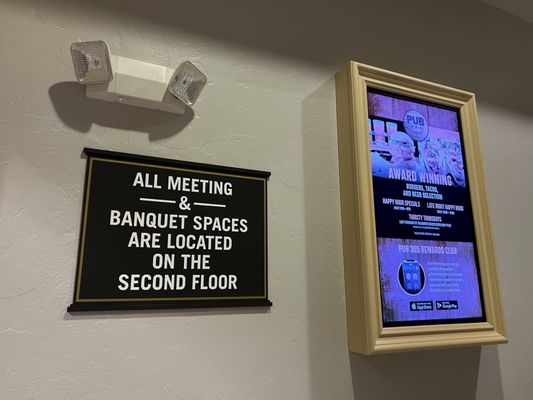 ALL MEETING
&
BANQUET SPACES
ARE LOCATED
ON THE
SECOND FLOOR
PUB
AWARD WINNING
BURGERS, TACOS,
AND BEER SELECTION
HAPPY HOUR SPECIALS
LATE NIGHT HAPPY HOUR
THIRSTY THURSDAYS
PUB 365 REWARDS CLUB
App Store
Google Play